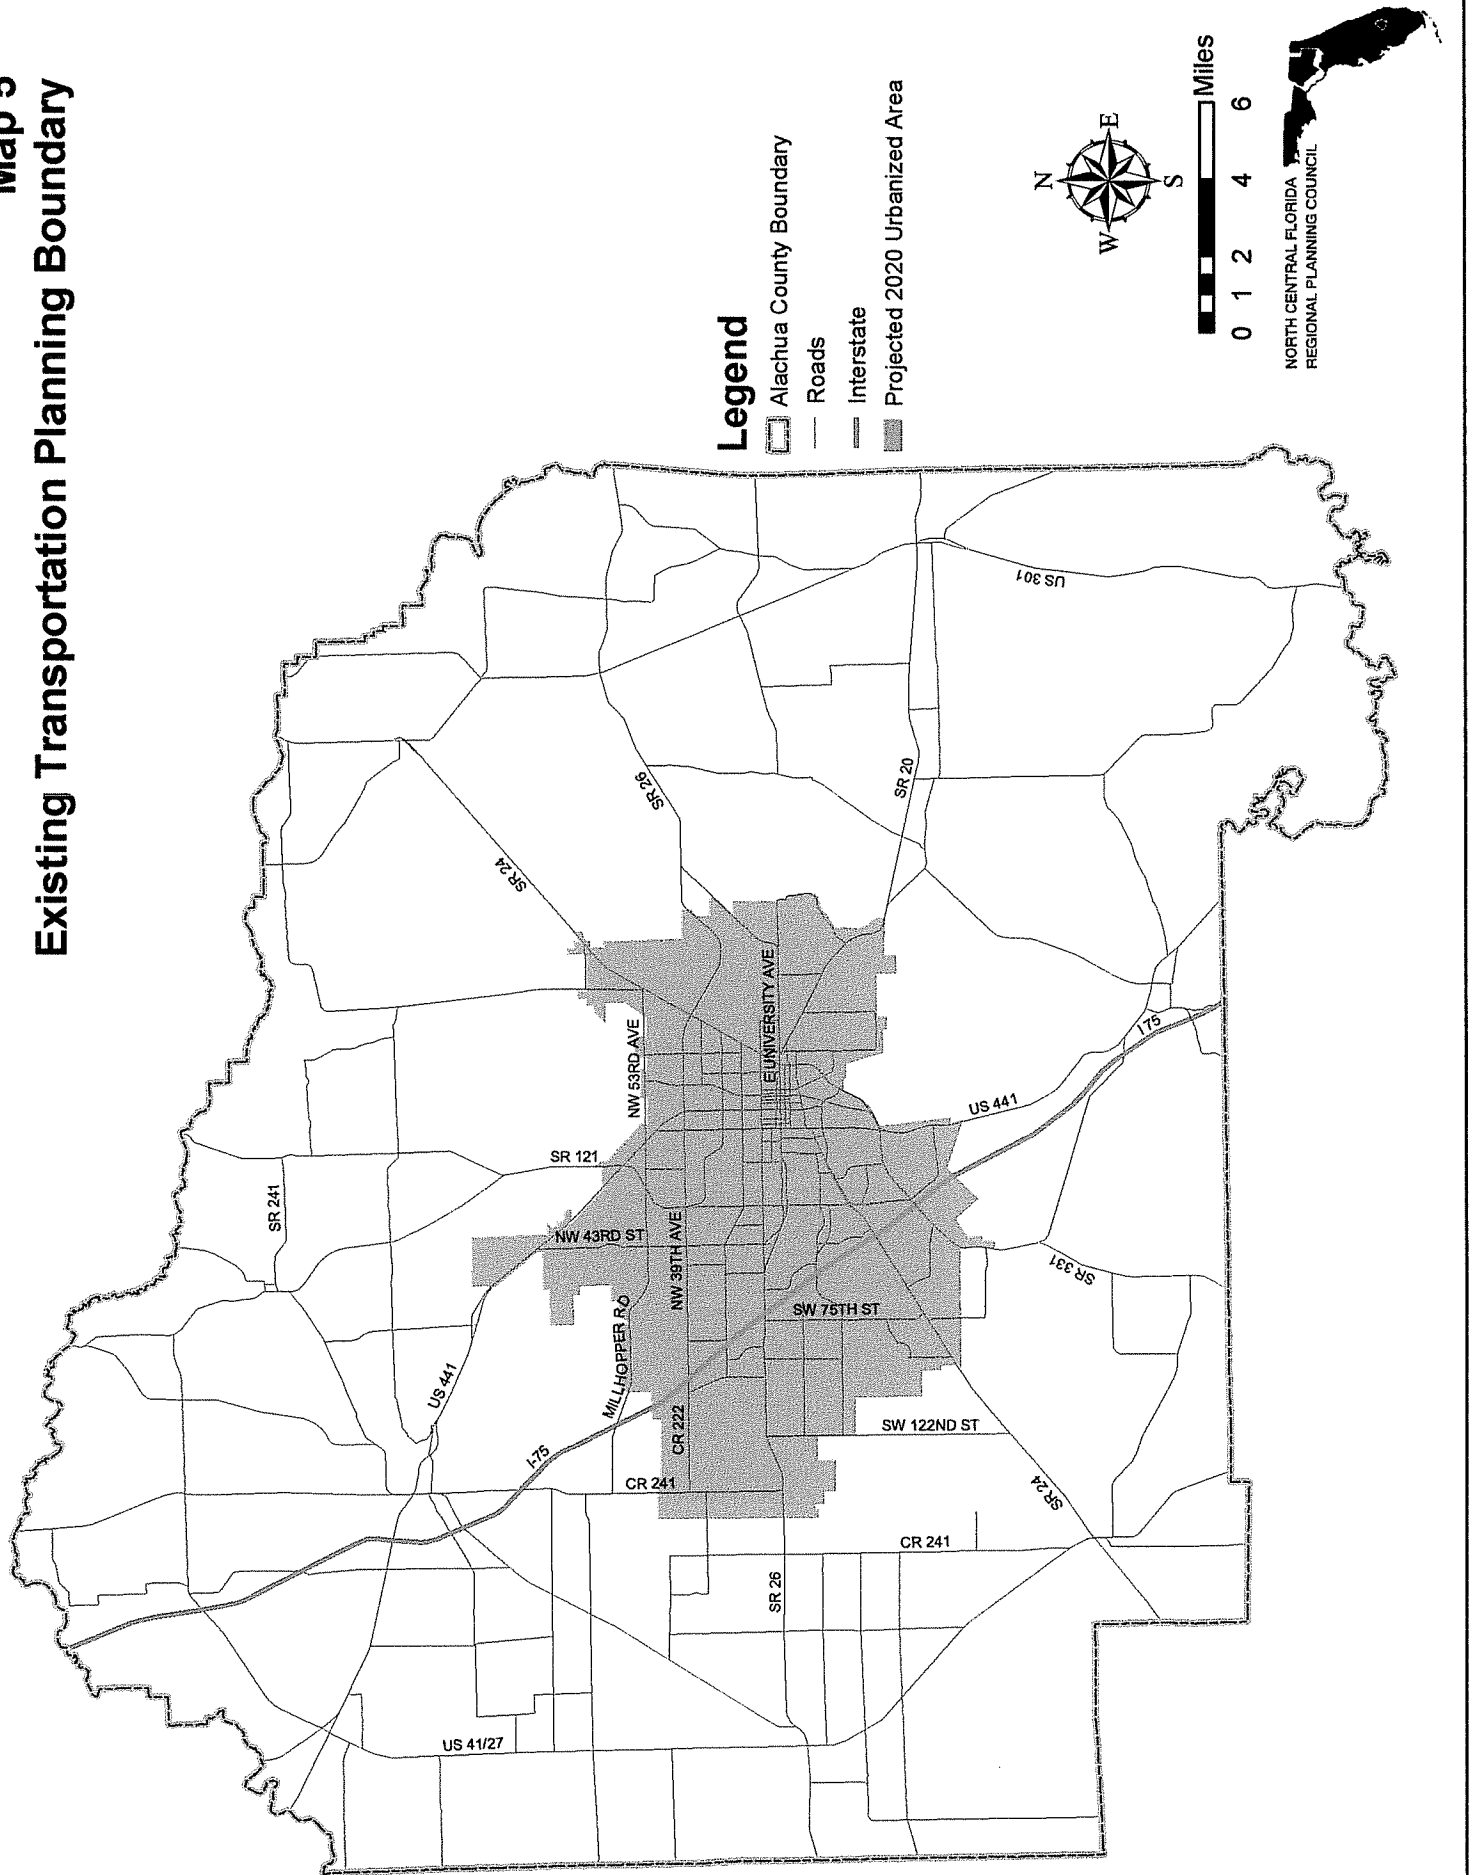 Map 5
Existing Transportation Planning Boundary
SR 241
SR 121
US 441
I-75
MILLHOPPER RD
NW 43RD ST
NW 53RD AVE
SR 24
SR 26
CR 241
CR 222
NW 39TH AVE
E UNIVERSITY AVE
US 41/27
SR 26
SW 75TH ST
SR 20
SW 122ND ST
CR 241
US 441
US 301
SR 24
SR 331
I 75
Legend
Alachua County Boundary
Roads
Interstate
Projected 2020 Urbanized Area
N
W
E
S
0 1 2 4 6
Miles
NORTH CENTRAL FLORIDA
REGIONAL PLANNING COUNCIL